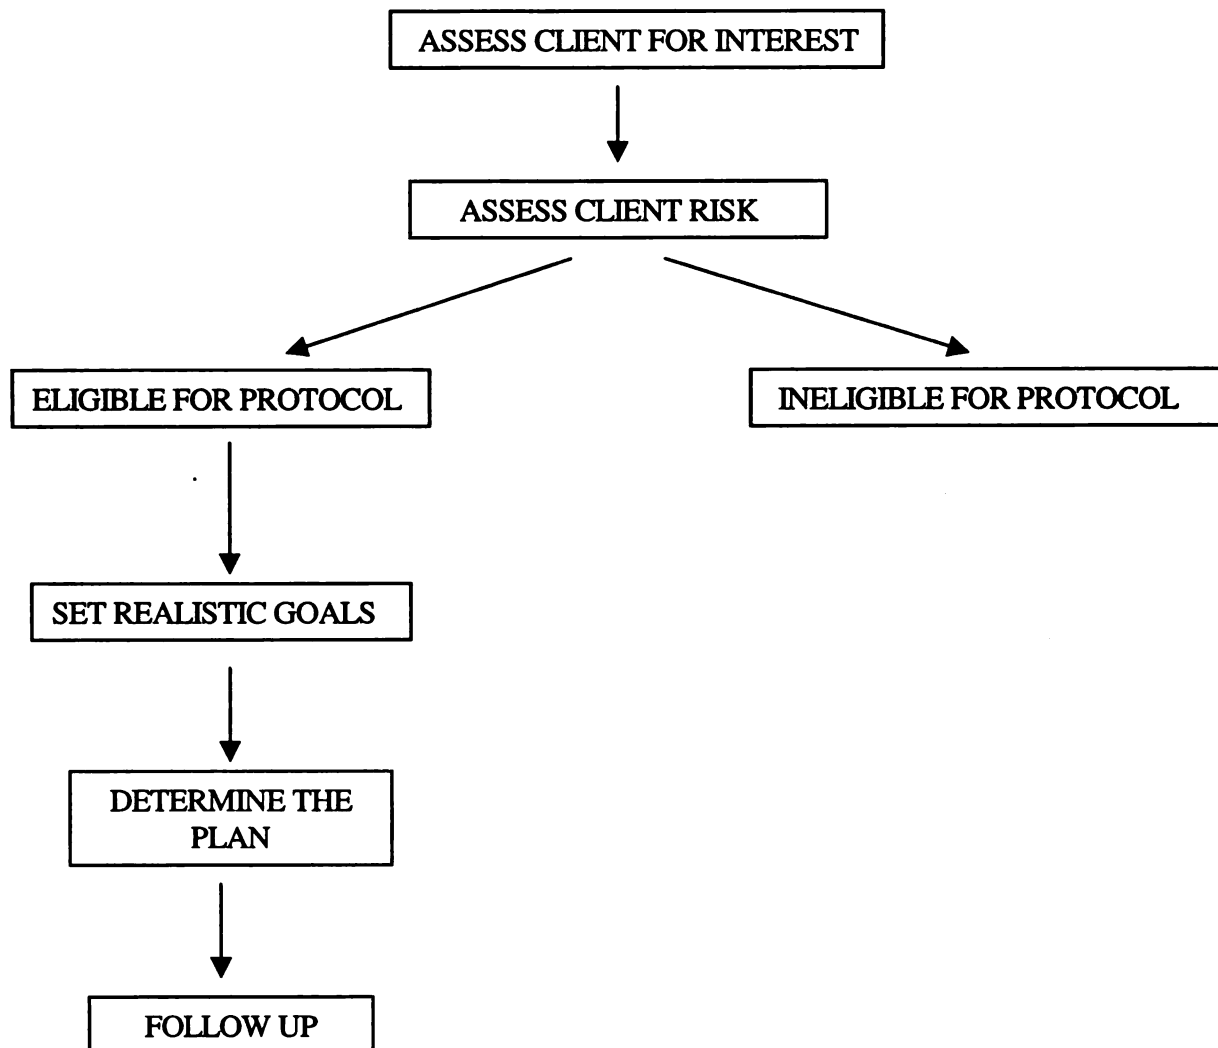 ASSESS CLIENT FOR INTEREST
ASSESS CLIENT RISK
ELIGIBLE FOR PROTOCOL
INELIGIBLE FOR PROTOCOL
SET REALISTIC GOALS
DETERMINE THE
PLAN
FOLLOW UP